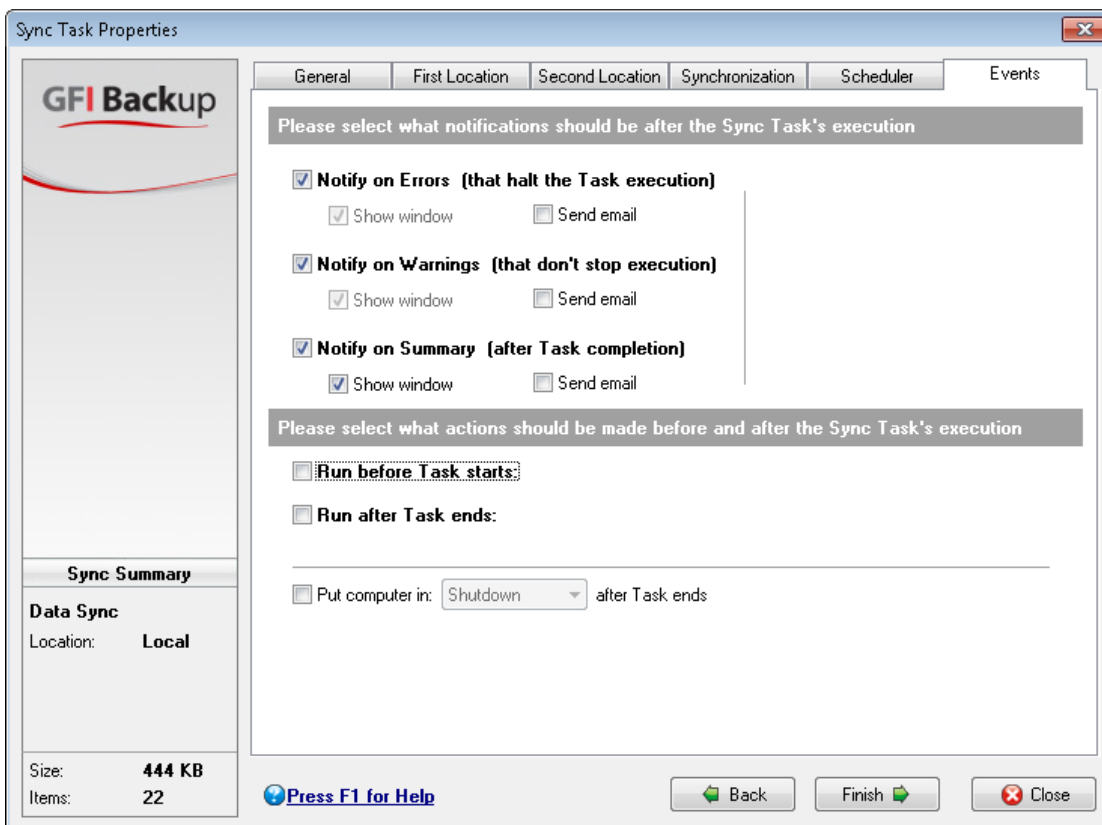 Sync Task Properties
GFI Backup
General First Location Second Location Synchronization Scheduler Events
Please select what notifications should be after the Sync Task's execution
Notify on Errors (that halt the Task execution)
Show window Send email
Notify on Warnings (that don't stop execution)
Show window Send email
Notify on Summary (after Task completion)
Show window Send email
Please select what actions should be made before and after the Sync Task's execution
Run before Task starts:
Run after Task ends:
Put computer in: Shutdown after Task ends
Sync Summary
Data Sync
Location: Local
Size: 444 KB
Items: 22
Press F1 for Help Back Finish Close